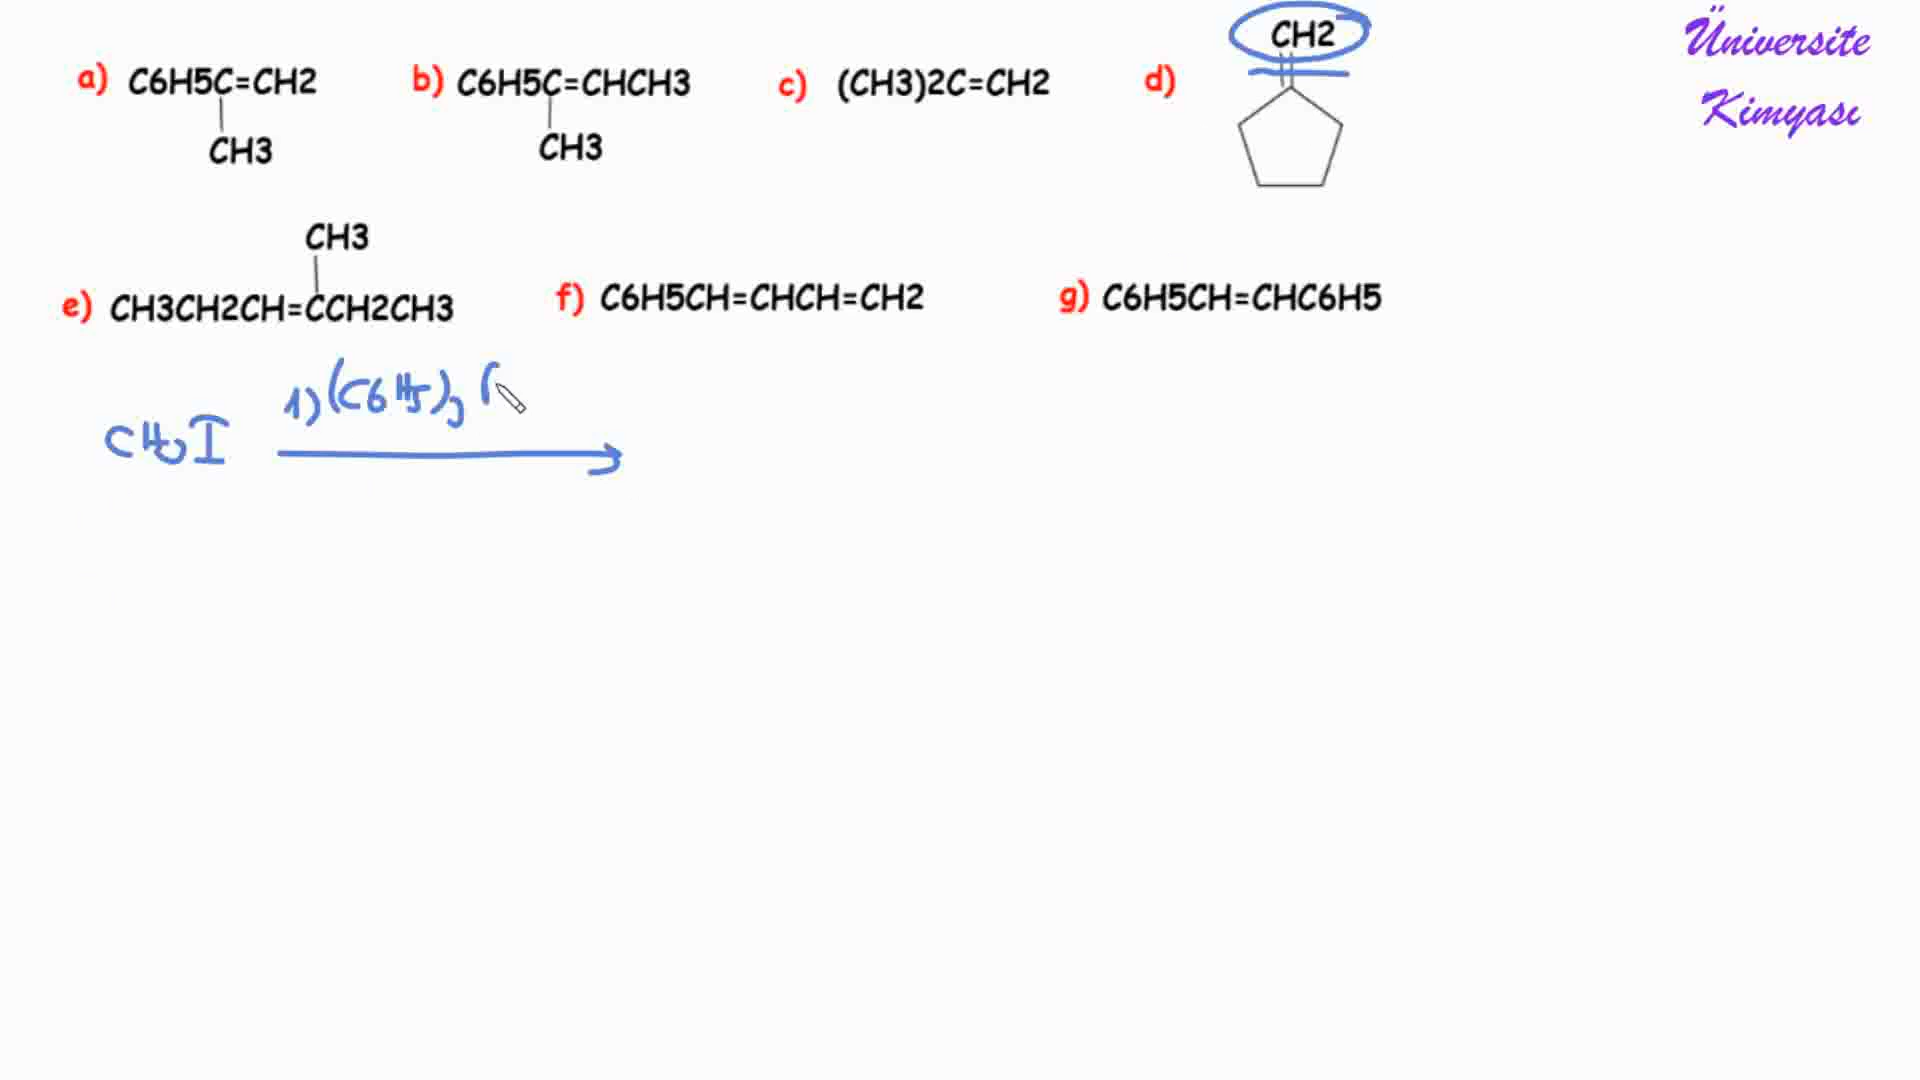 a) C6H5C=CH2
CH3
b) C6H5C=CHCH3
CH3
c) (CH3)2C=CH2
d) CH2
Üniversite
Kimyası
CH3
e) CH3CH2CH=CCH2CH3
f) C6H5CH=CHCH=CH2
g) C6H5CH=CHC6H5
1) (C6H5)3 (
CH3I